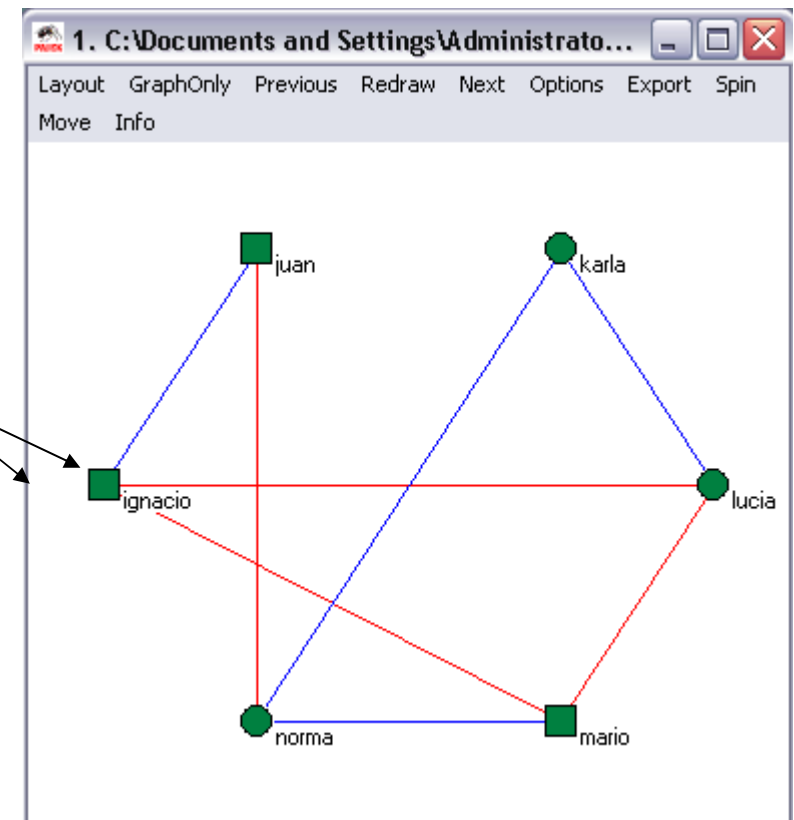 1. C:\Documents and Settings\Administrato...
Layout GraphOnly Previous Redraw Next Options Export Spin
Move Info
juan
karla
ignacio
lucia
norma
mario